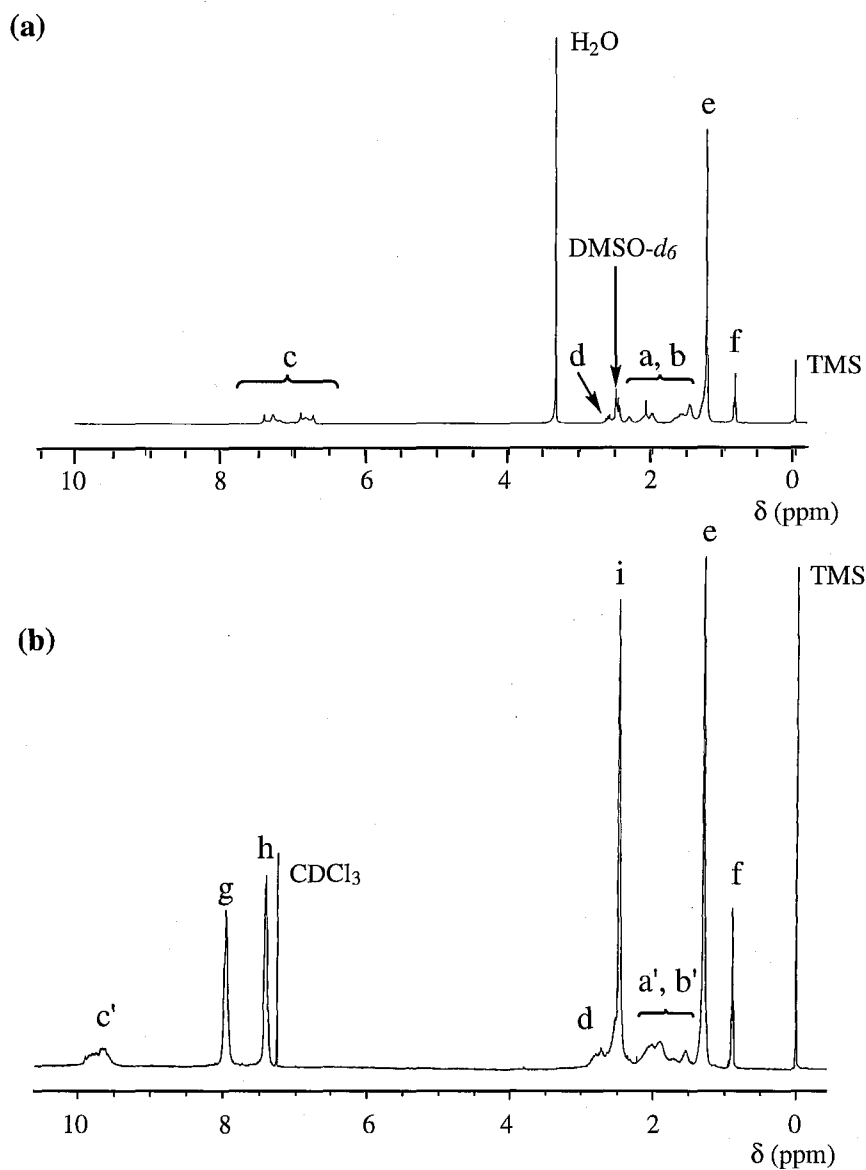 (a)
H₂O
e
DMSO-d₆
c
d
a, b
f
TMS
10 8 6 4 2 0
δ (ppm)
(b)
e
i
TMS
h
CDCl₃
g
f
a', b'
c'
d
10 8 6 4 2 0
δ (ppm)